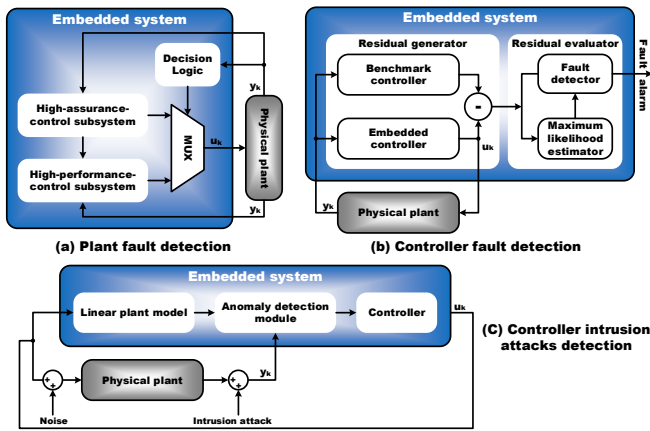 Embedded system
Decision
Logic
yk
High-assurance-
control subsystem
MUX
uk
Physical plant
High-performance-
control subsystem
yk
(a) Plant fault detection
Embedded system
Residual generator
Residual evaluator
Benchmark
controller
Fault
detector
Fault alarm
-
Embedded
controller
Maximum
likelihood
estimator
uk
yk
Physical plant
(b) Controller fault detection
Embedded system
Linear plant model
Anomaly detection
module
Controller
uk
(C) Controller intrusion
attacks detection
+
+
Physical plant
+
+
yk
Noise
Intrusion attack